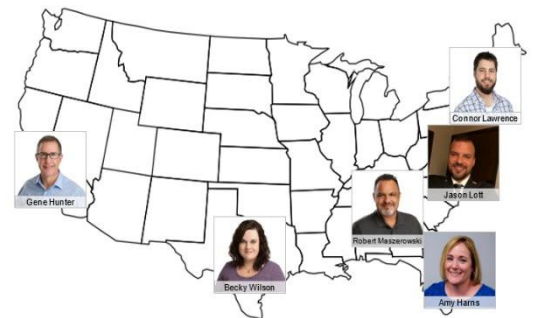 Connor Lawrence
Gene Hunter
Jason Lott
Robert Maszerowski
Becky Wilson
Amy Harns